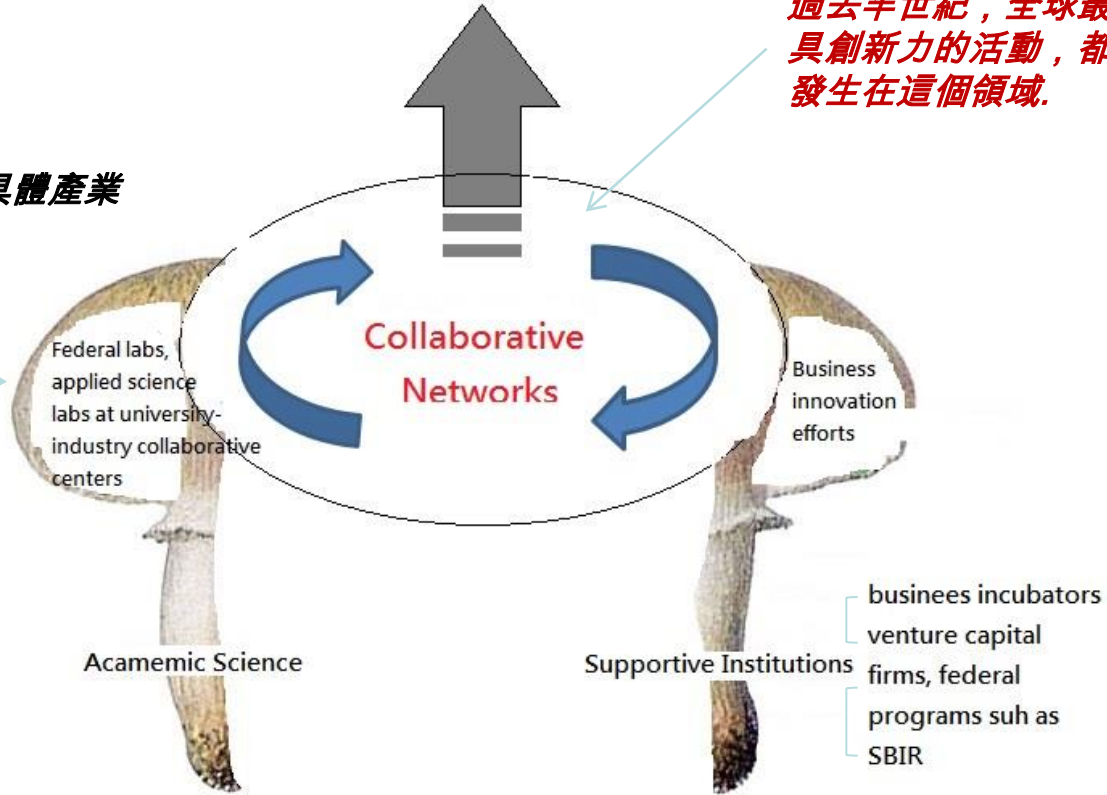 過去半世紀，全球最
具創新力的活動，都
發生在這個領域.
具體產業
Collaborative
Networks
Federal labs,
applied science
labs at university-
industry collaborative
centers
Business
innovation
efforts
Acamemic Science
Supportive Institutions
businees incubators
venture capital
firms, federal
programs suh as
SBIR